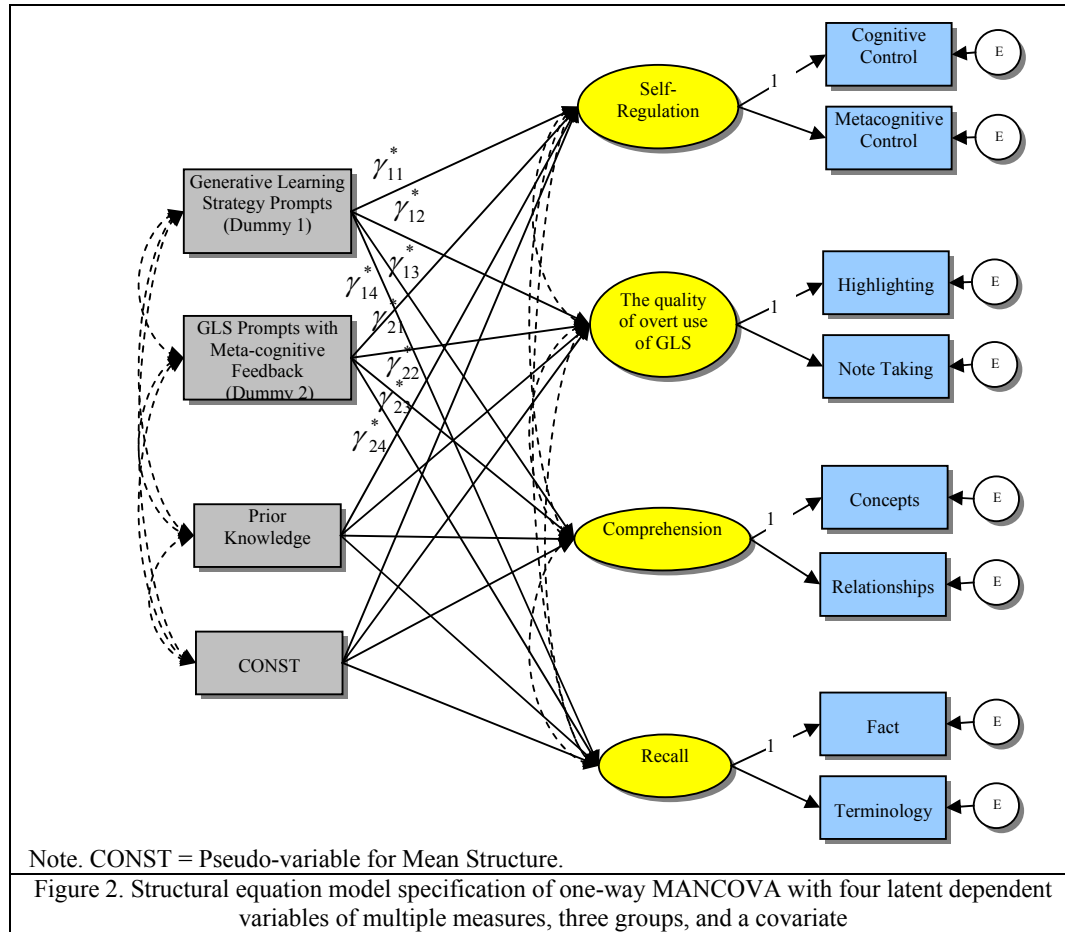 Cognitive
Control
E
1
Self-
Regulation
Metacognitive
Control
E
Generative Learning
Strategy Prompts
(Dummy 1)
γ*11
γ*12
γ*13
γ*14
γ*21
γ*22
γ*23
γ*24
The quality
of overt use
of GLS
1
Highlighting
E
Note Taking
E
GLS Prompts with
Meta-cognitive
Feedback
(Dummy 2)
Prior
Knowledge
Comprehension
1
Concepts
E
Relationships
E
CONST
Recall
1
Fact
E
Terminology
E
Note. CONST = Pseudo-variable for Mean Structure.
Figure 2. Structural equation model specification of one-way MANCOVA with four latent dependent
variables of multiple measures, three groups, and a covariate